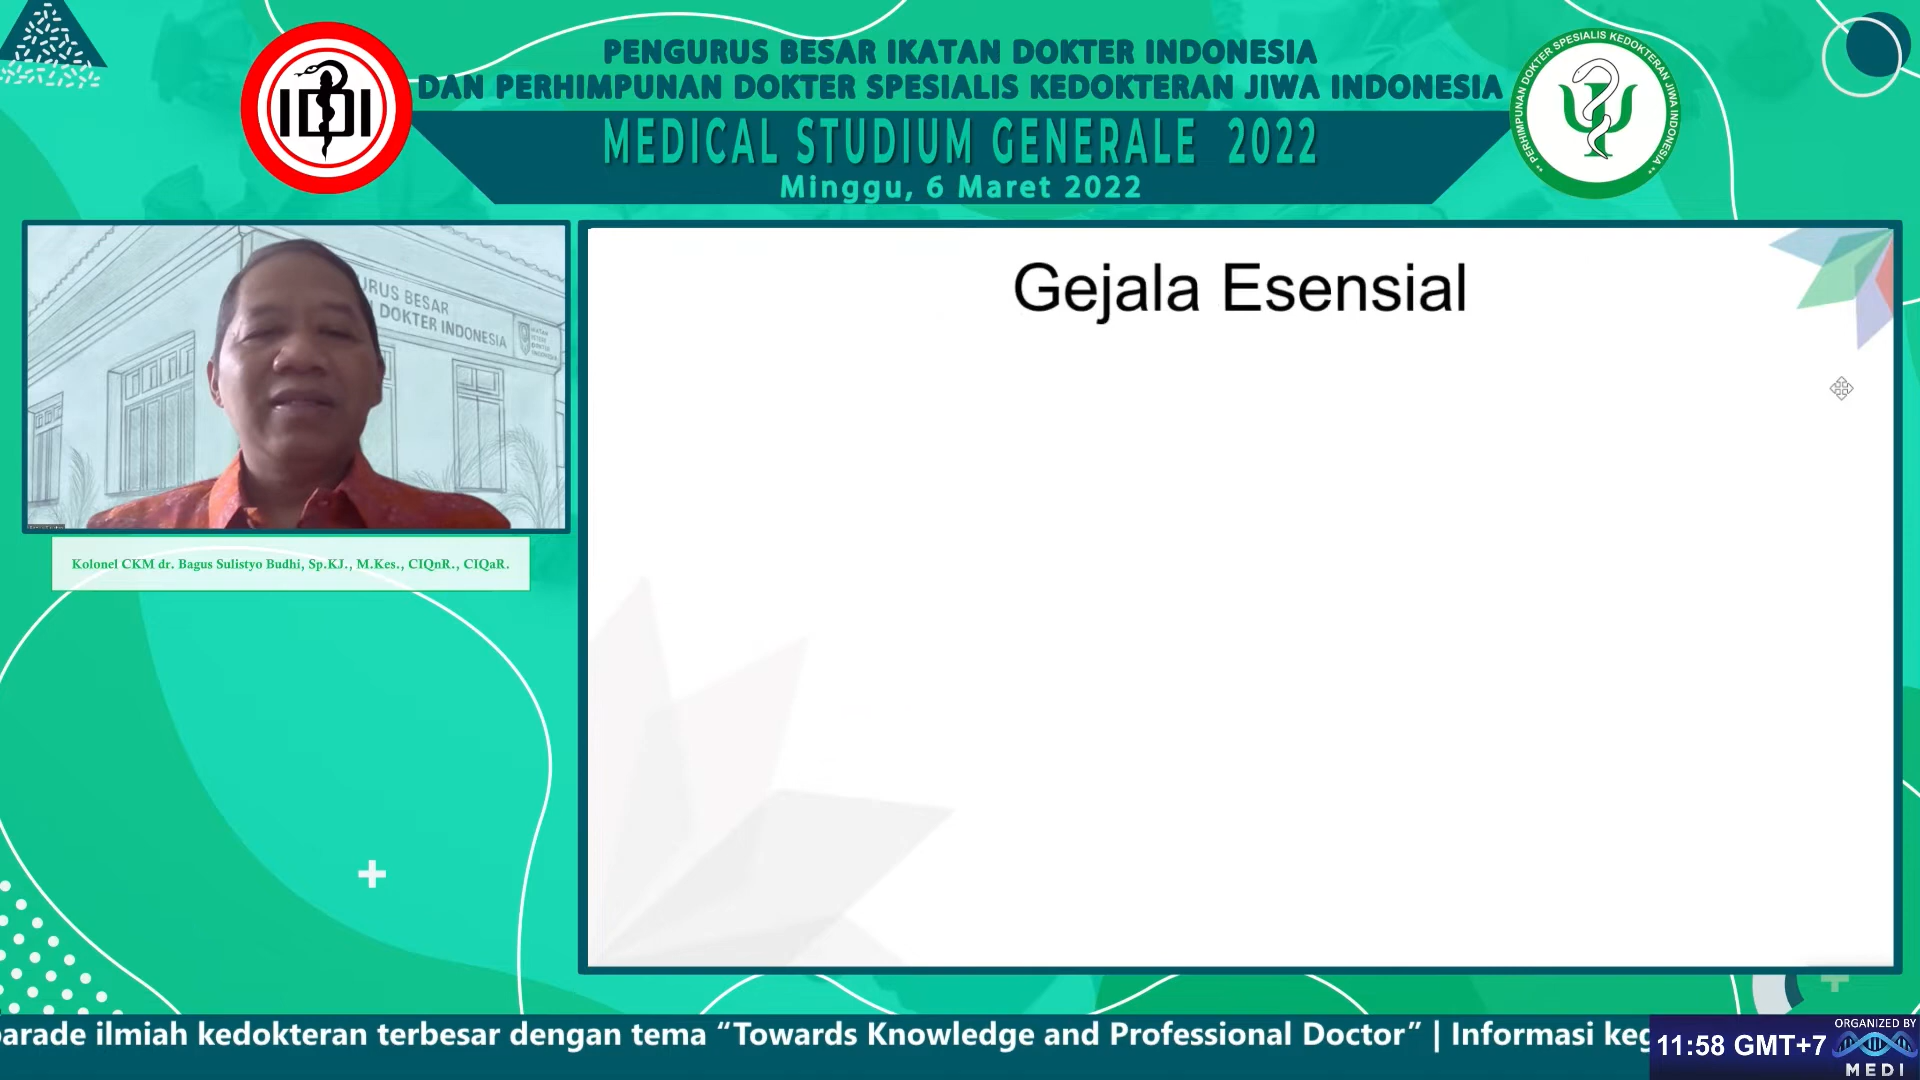 PENGURUS BESAR IKATAN DOKTER INDONESIA
DAN PERHIMPUNAN DOKTER SPESIALIS KEDOKTERAN JIWA INDONESIA
MEDICAL STUDIUM GENERALE 2022
Minggu, 6 Maret 2022
IDI
PERHIMPUNAN DOKTER SPESIALIS KEDOKTERAN JIWA INDONESIA
URUS BESAR
DOKTER INDONESIA
Kolonel CKM dr. Bagus Sulistyo Budhi, Sp.KJ., M.Kes., CIQnR., CIQaR.
Gejala Esensial
arade ilmiah kedokteran terbesar dengan tema “Towards Knowledge and Professional Doctor” | Informasi keg
11:58 GMT+7
ORGANIZED BY
MEDI